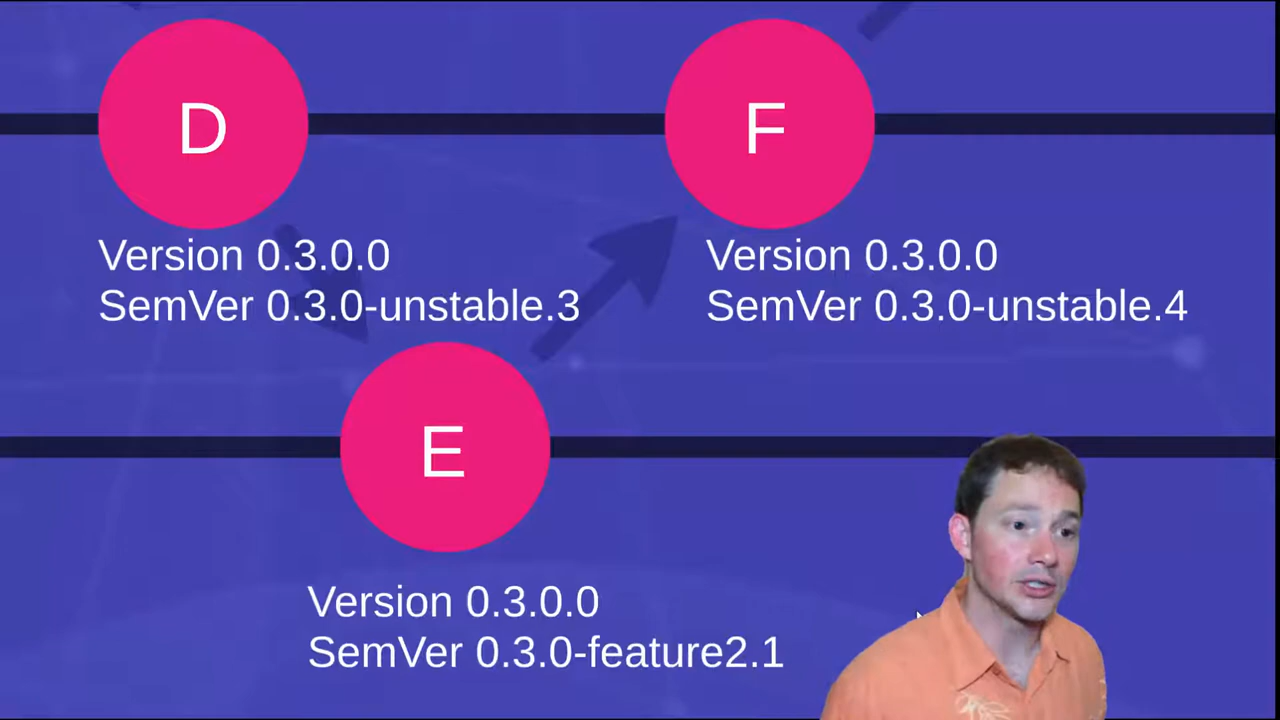 D
F
Version 0.3.0.0
SemVer 0.3.0-unstable.3
Version 0.3.0.0
SemVer 0.3.0-unstable.4
E
Version 0.3.0.0
SemVer 0.3.0-feature2.1